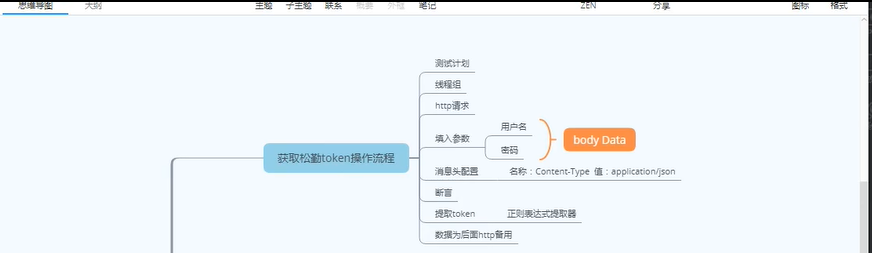 思维导图 大纲 主题 子主题 联系 概要 外框 笔记 ZEN 分享 图标 格式
测试计划
线程组
http请求
填入参数
用户名
密码
body Data
获取松勤token操作流程
消息头配置 名称：Content-Type 值：application/json
断言
提取token 正则表达式提取器
数据为后面http备用